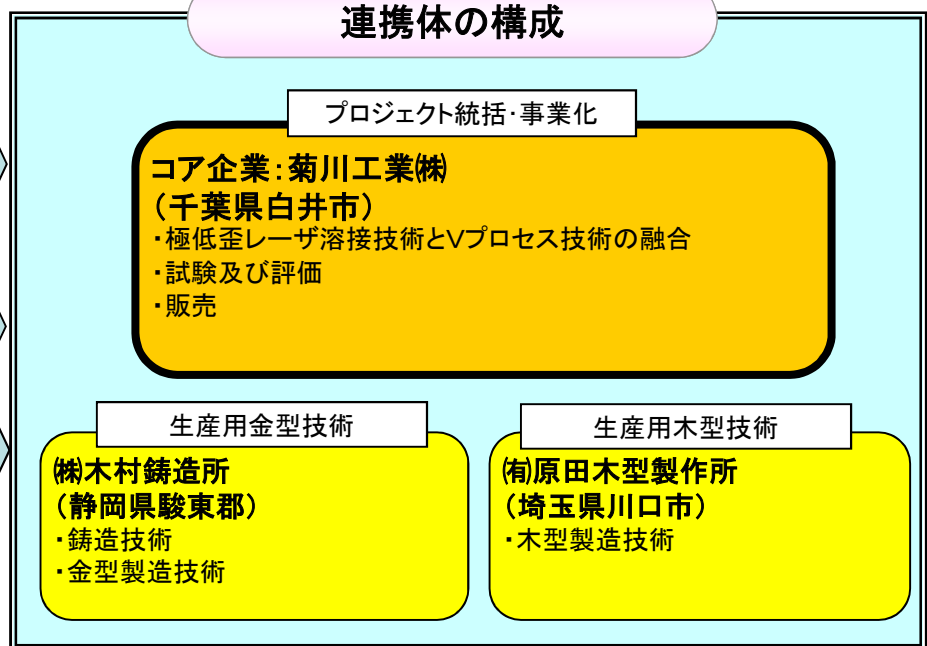 連携体の構成
プロジェクト統括・事業化
コア企業：菊川工業㈱
（千葉県白井市）
・極低歪レーザ溶接技術とVプロセス技術の融合
・試験及び評価
・販売
生産用金型技術
㈱木村鋳造所
（静岡県駿東郡）
・鋳造技術
・金型製造技術
生産用木型技術
㈲原田木型製作所
（埼玉県川口市）
・木型製造技術